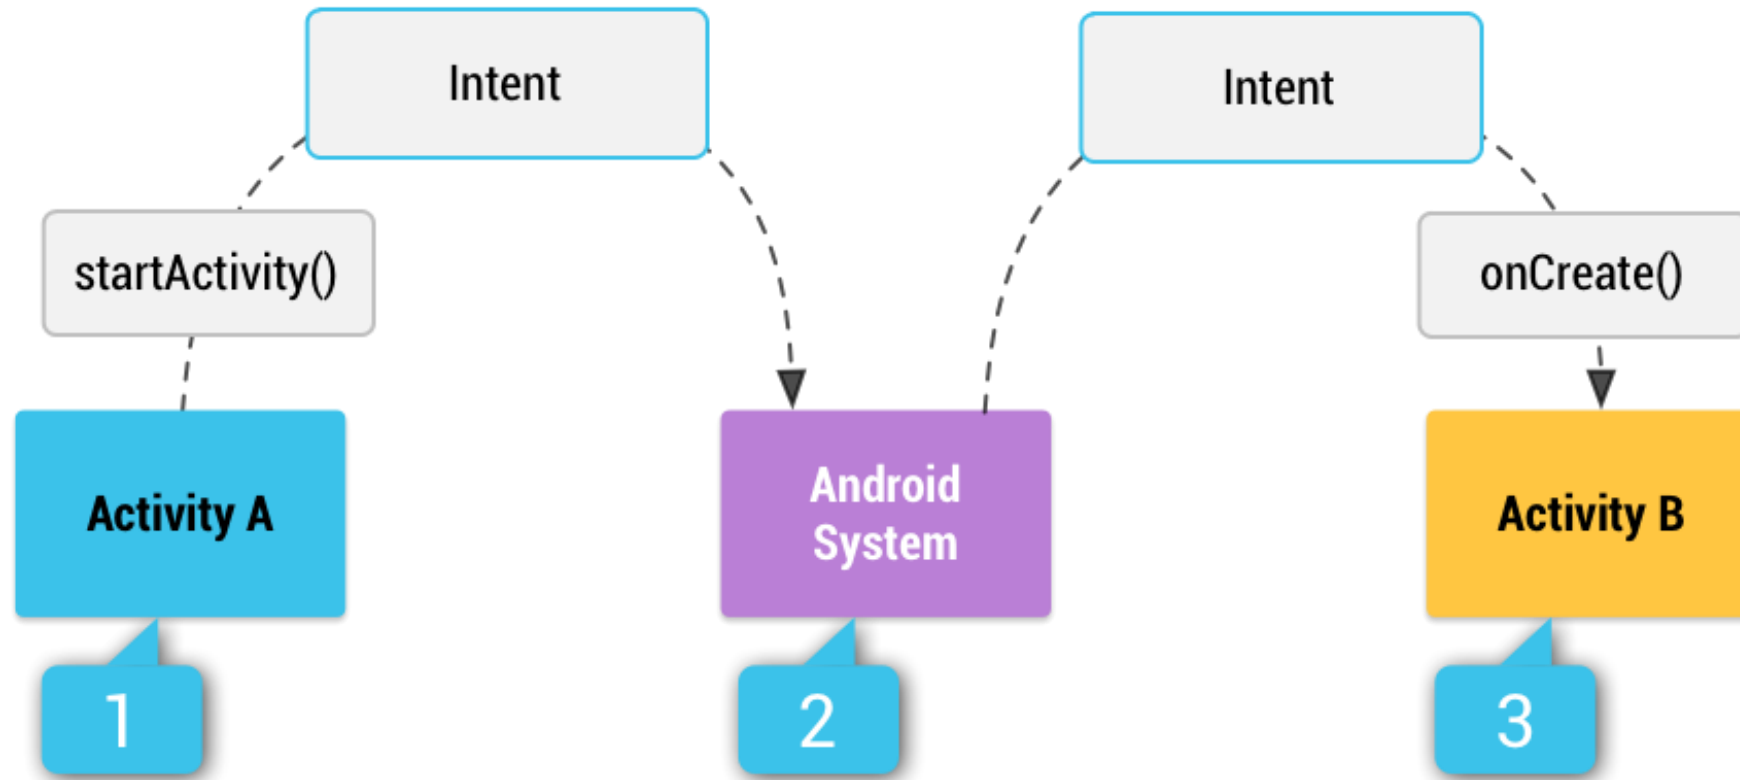 Intent
Intent
startActivity()
onCreate()
Activity A
Android
System
Activity B
1
2
3